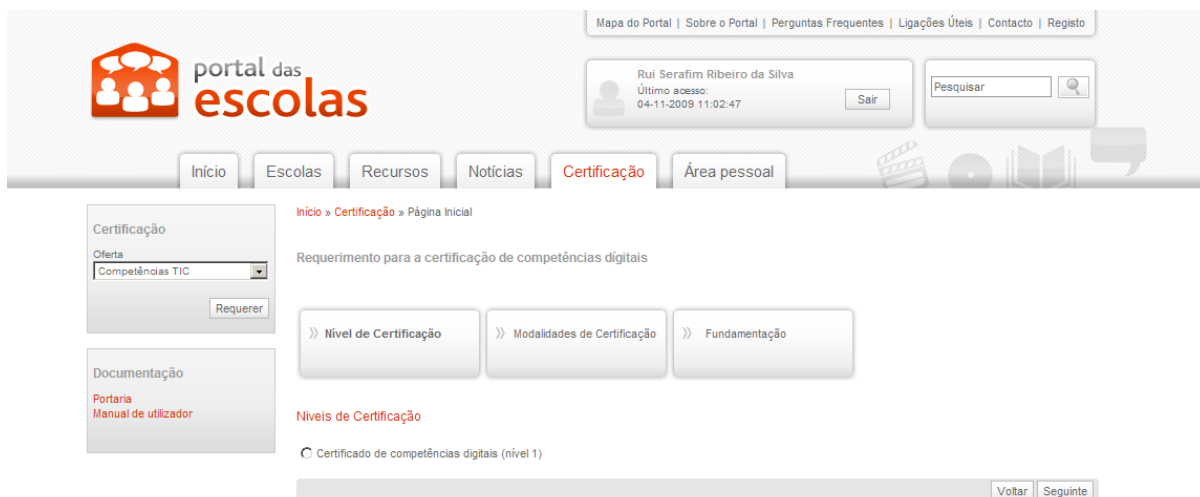 Mapa do Portal | Sobre o Portal | Perguntas Frequentes | Ligações Úteis | Contacto | Registo
portal das
escolas
Rui Serafim Ribeiro da Silva
Último acesso:
04-11-2009 11:02:47
Sair
Pesquisar
Início
Escolas
Recursos
Notícias
Certificação
Área pessoal
Certificação
Oferta
Competências TIC
Requerer
Documentação
Portaria
Manual de utilizador
Início » Certificação » Página Inicial
Requerimento para a certificação de competências dígitais
» Nível de Certificação
» Modalidades de Certificação
» Fundamentação
Niveis de Certificação
Certificado de competências digitais (nível 1)
Voltar
Seguinte